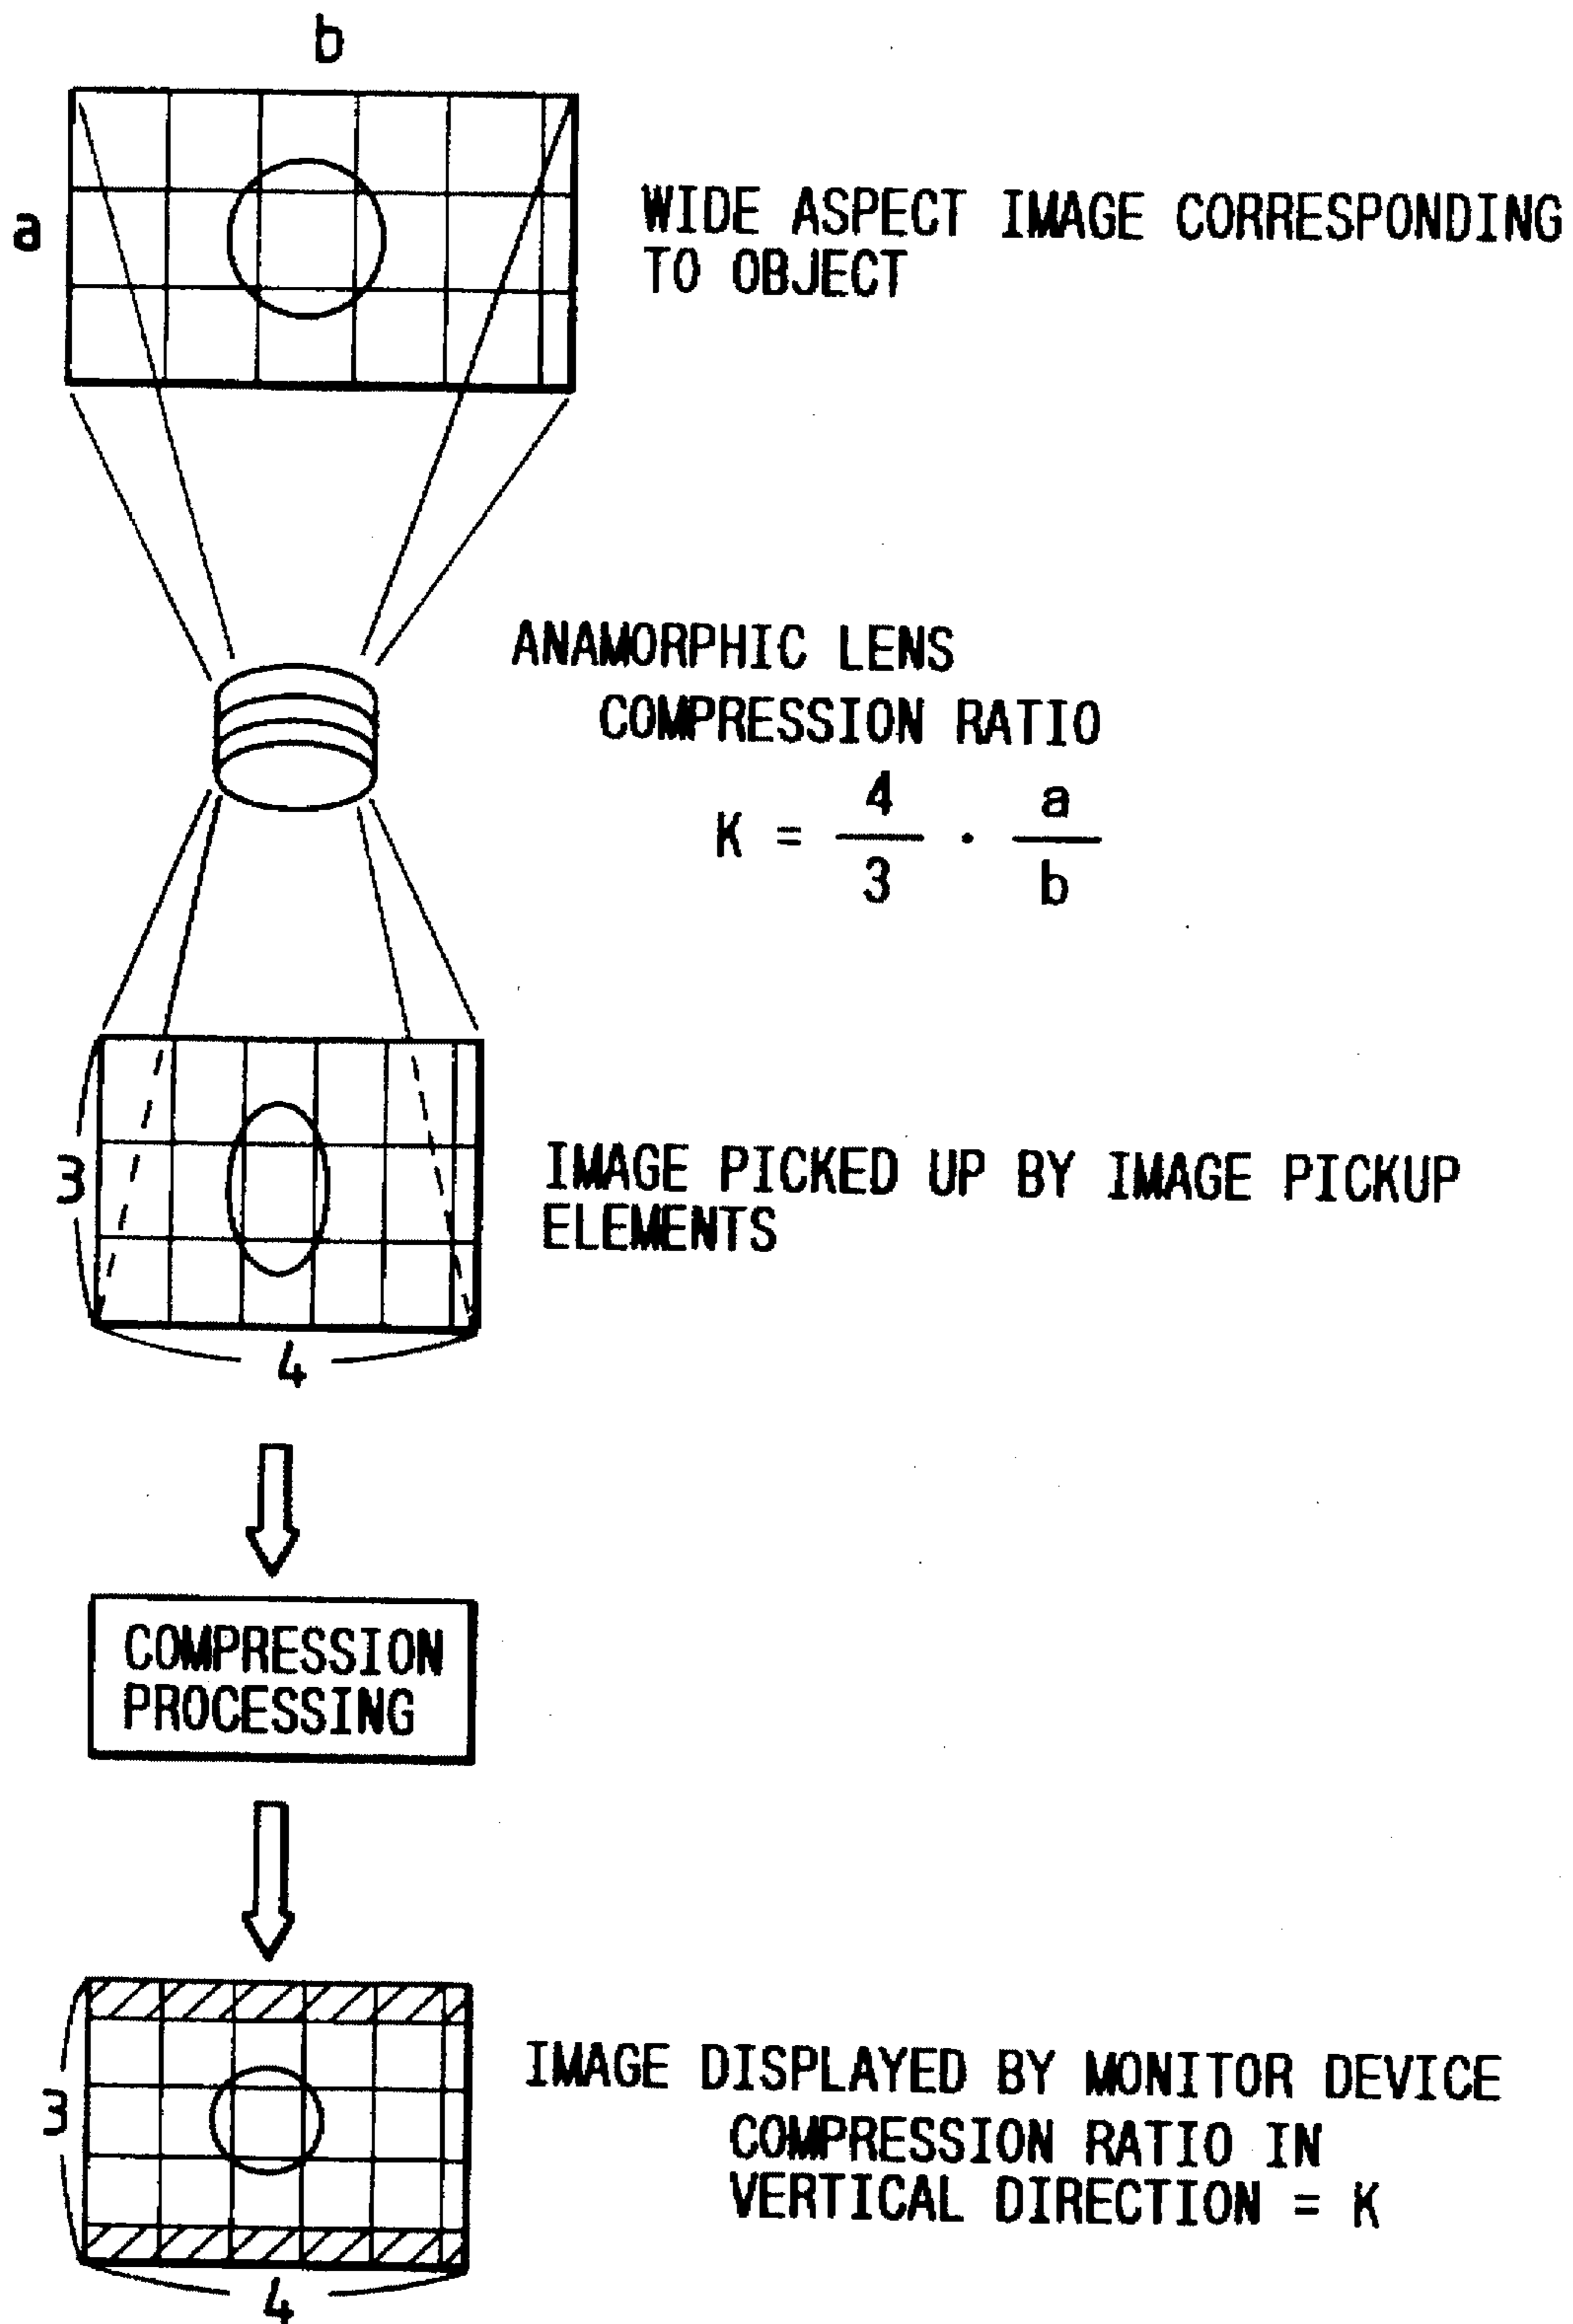 b
a
WIDE ASPECT IMAGE CORRESPONDING
TO OBJECT
ANAMORPHIC LENS
COMPRESSION RATIO
K = 4/3 · a/b
3
IMAGE PICKED UP BY IMAGE PICKUP
ELEMENTS
4
COMPRESSION
PROCESSING
3
IMAGE DISPLAYED BY MONITOR DEVICE
COMPRESSION RATIO IN
VERTICAL DIRECTION = K
4